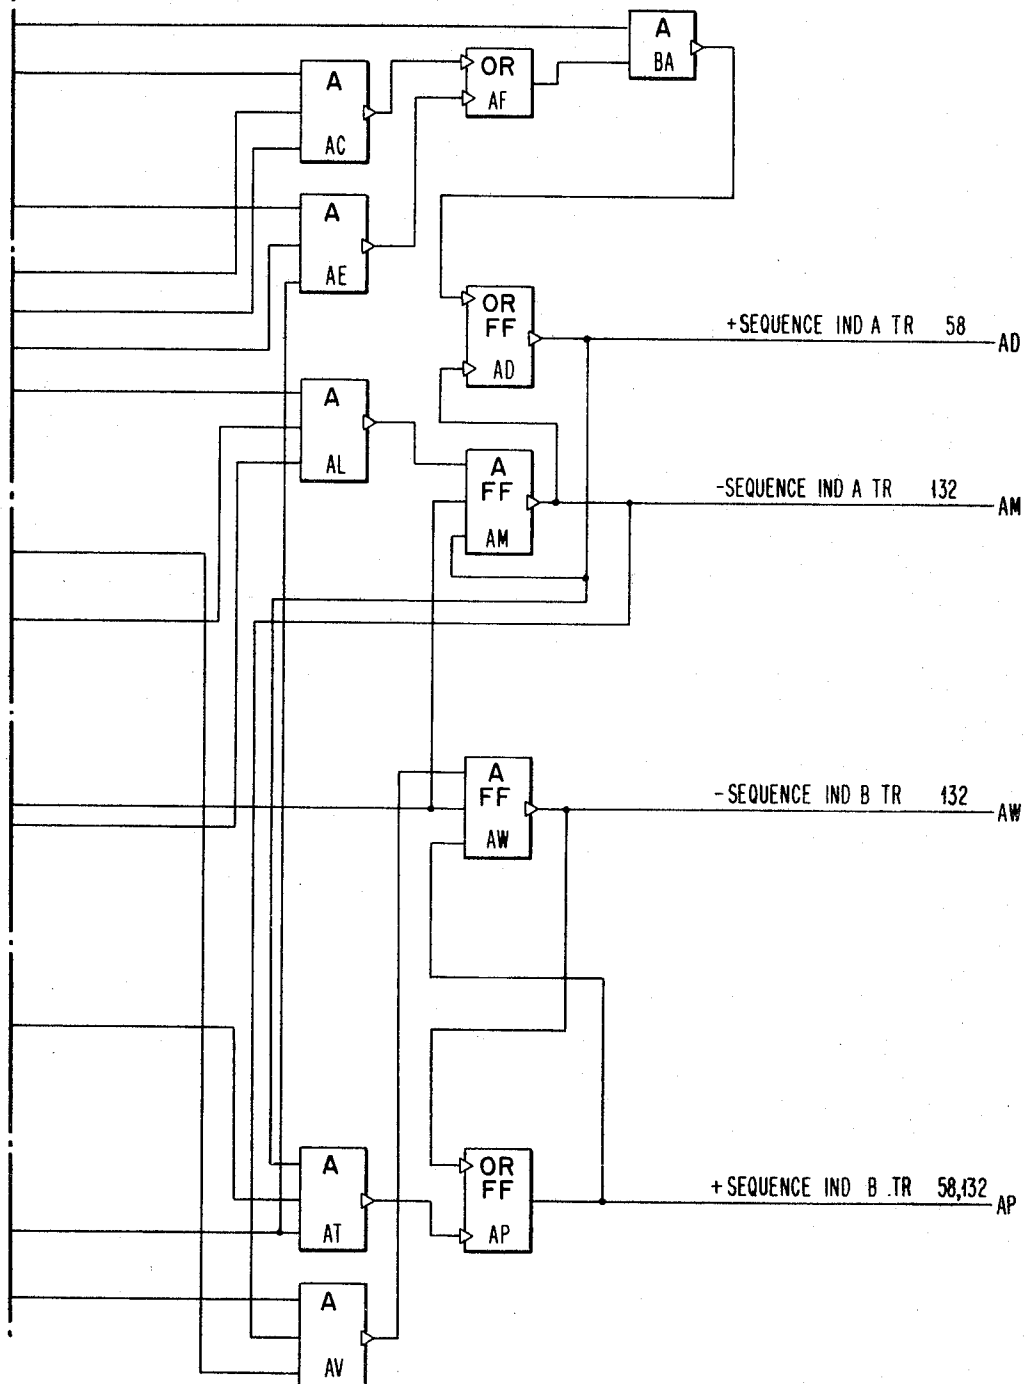 A
BA
A
AC
OR
AF
A
AE
OR
FF
AD
+SEQUENCE IND A TR 58
AD
A
AL
A
FF
AM
-SEQUENCE IND A TR 132
AM
A
FF
AW
-SEQUENCE IND B TR 132
AW
A
AT
OR
FF
AP
+SEQUENCE IND B .TR 58,132
AP
A
AV